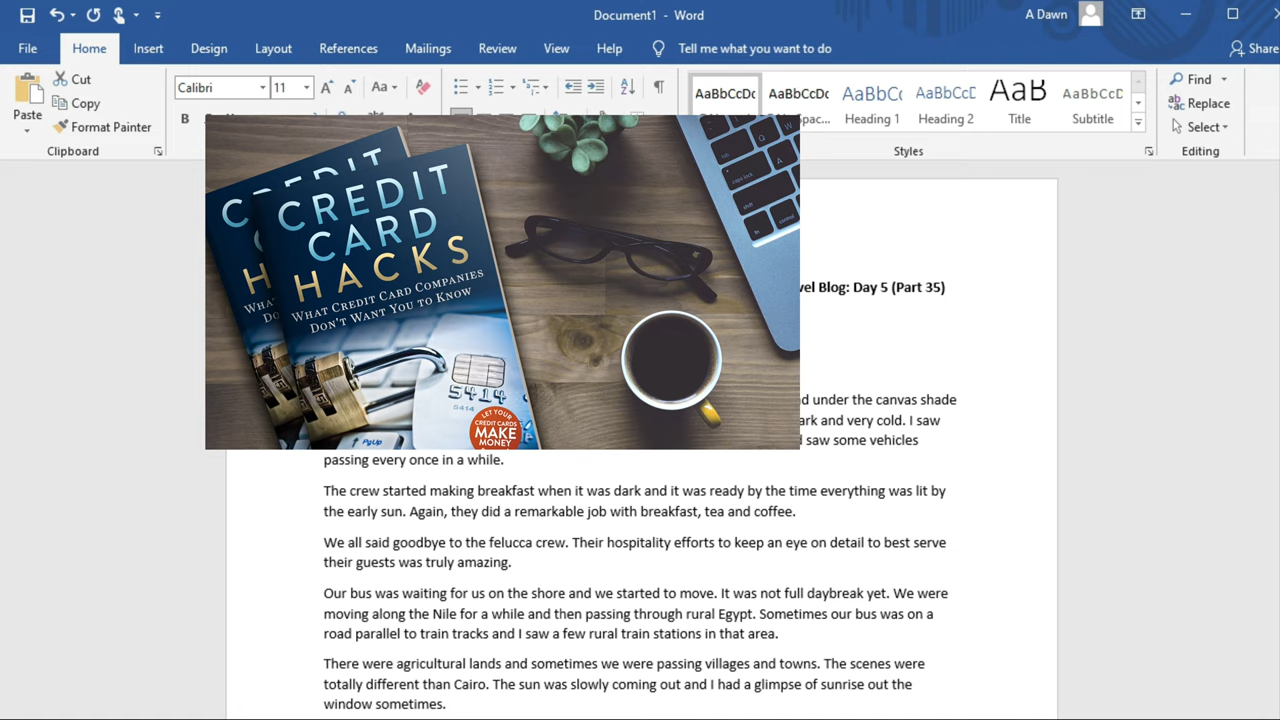 Document1 - Word
A Dawn
File Home Insert Design Layout References Mailings Review View Help Tell me what you want to do Share
Paste
Cut
Copy
Format Painter
Clipboard
Calibri 11
Aa
B
AaBbCcDc AaBbCcDc AaBbCc AaBbCcD AaB AaBbCcD
Heading 1 Heading 2 Title Subtitle
Styles
Find
Replace
Select
Editing
CREDIT
CREDIT
CARD
HACKS
WHAT CREDIT CARD COMPANIES
DON'T WANT YOU TO KNOW
5414
5414
PgUp
LET YOUR
CREDIT CARDS
MAKE
MONEY
Q
A
caps lock
shift
control
Blog: Day 5 (Part 35)
under the canvas shade
and very cold. I saw
saw some vehicles
passing every once in a while.
The crew started making breakfast when it was dark and it was ready by the time everything was lit by
the early sun. Again, they did a remarkable job with breakfast, tea and coffee.
We all said goodbye to the felucca crew. Their hospitality efforts to keep an eye on detail to best serve
their guests was truly amazing.
Our bus was waiting for us on the shore and we started to move. It was not full daybreak yet. We were
moving along the Nile for a while and then passing through rural Egypt. Sometimes our bus was on a
road parallel to train tracks and I saw a few rural train stations in that area.
There were agricultural lands and sometimes we were passing villages and towns. The scenes were
totally different than Cairo. The sun was slowly coming out and I had a glimpse of sunrise out the
window sometimes.